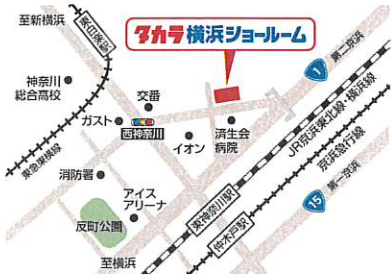 至新横浜
東白楽駅
タカラ横浜ショールーム
第二京浜
1
神奈川
総合高校
交番
ガスト
西神奈川
イオン
済生会
病院
JR京浜東北線・横浜線
京浜急行線
東急東横線
消防署
アイス
アリーナ
反町公園
東神奈川駅
仲木戸駅
15
第一京浜
至横浜